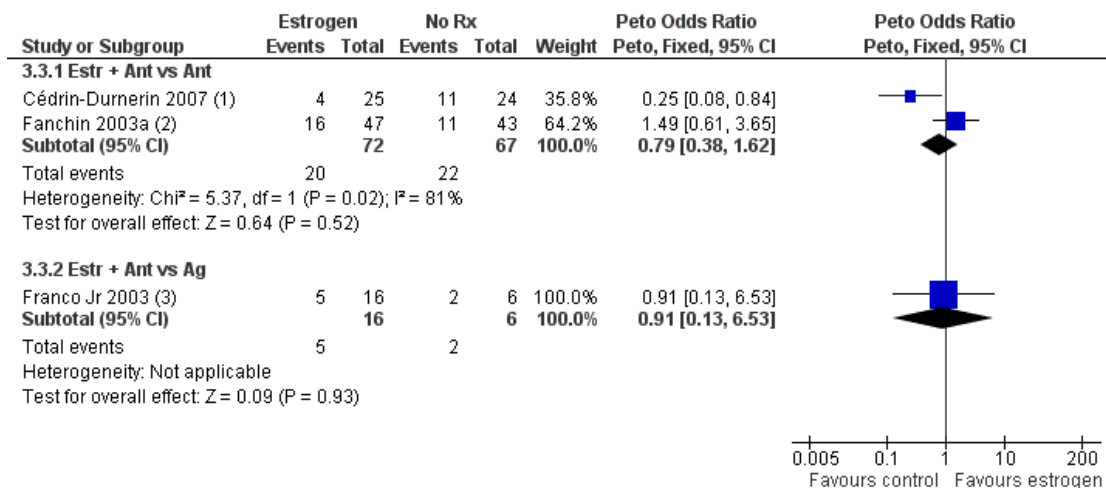 Estrogen No Rx Peto Odds Ratio Peto Odds Ratio
Study or Subgroup Events Total Events Total Weight Peto, Fixed, 95% CI Peto, Fixed, 95% CI
3.3.1 Estr + Ant vs Ant
Cédrin-Durnerin 2007 (1) 4 25 11 24 35.8% 0.25 [0.08, 0.84]
Fanchin 2003a (2) 16 47 11 43 64.2% 1.49 [0.61, 3.65]
Subtotal (95% CI) 72 67 100.0% 0.79 [0.38, 1.62]
Total events 20 22
Heterogeneity: Chi² = 5.37, df = 1 (P = 0.02); I² = 81%
Test for overall effect: Z = 0.64 (P = 0.52)
3.3.2 Estr + Ant vs Ag
Franco Jr 2003 (3) 5 16 2 6 100.0% 0.91 [0.13, 6.53]
Subtotal (95% CI) 16 6 100.0% 0.91 [0.13, 6.53]
Total events 5 2
Heterogeneity: Not applicable
Test for overall effect: Z = 0.09 (P = 0.93)
0.005 0.1 1 10 200
Favours control Favours estrogen